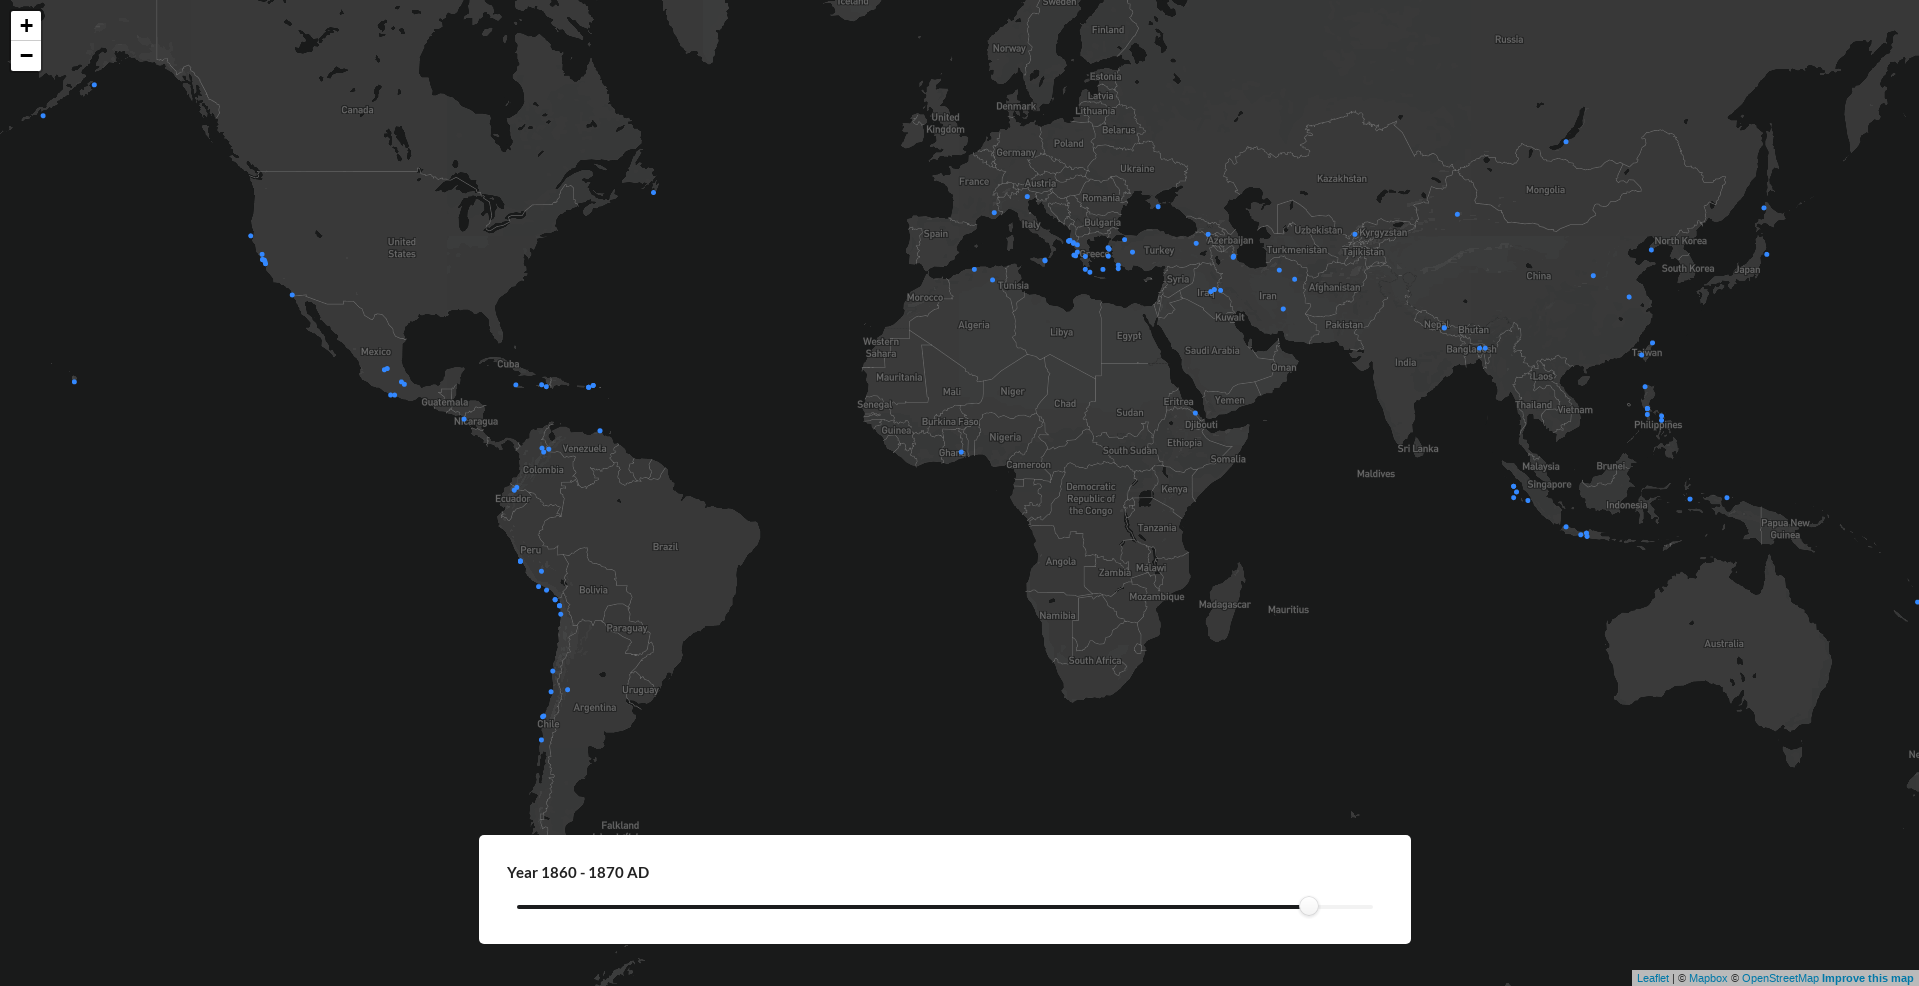 +
−
Iceland
Sweden
Finland
Russia
Norway
Estonia
Latvia
Lithuania
Denmark
Canada
United
Kingdom
Belarus
Poland
Germany
Ukraine
France
Austria
Kazakhstan
Mongolia
Romania
Bulgaria
Italy
Spain
United
States
Greece
Turkey
Azerbaijan
Uzbekistan
Kyrgyzstan
Turkmenistan
Tajikistan
North Korea
South Korea
Japan
China
Syria
Tunisia
Morocco
Iraq
Iran
Afghanistan
Kuwait
Pakistan
Nepal
Bhutan
Algeria
Libya
Egypt
Western
Sahara
Saudi Arabia
Bangladesh
Taiwan
India
Oman
Mexico
Cuba
Mauritania
Mali
Niger
Chad
Sudan
Eritrea
Yemen
Laos
Guatemala
Senegal
Thailand
Vietnam
Nicaragua
Burkina Faso
Djibouti
Philippines
Guinea
Nigeria
Ethiopia
Venezuela
Ghana
South Sudan
Somalia
Sri Lanka
Colombia
Cameroon
Maldives
Malaysia
Brunei
Singapore
Ecuador
Democratic
Republic of
the Congo
Kenya
Indonesia
Papua New
Guinea
Tanzania
Peru
Brazil
Angola
Zambia
Malawi
Bolivia
Mozambique
Madagascar
Mauritius
Namibia
Paraguay
Australia
South Africa
Uruguay
Argentina
Chile
Ne
Falkland
Year 1860 - 1870 AD
Leaflet | © Mapbox © OpenStreetMap Improve this map